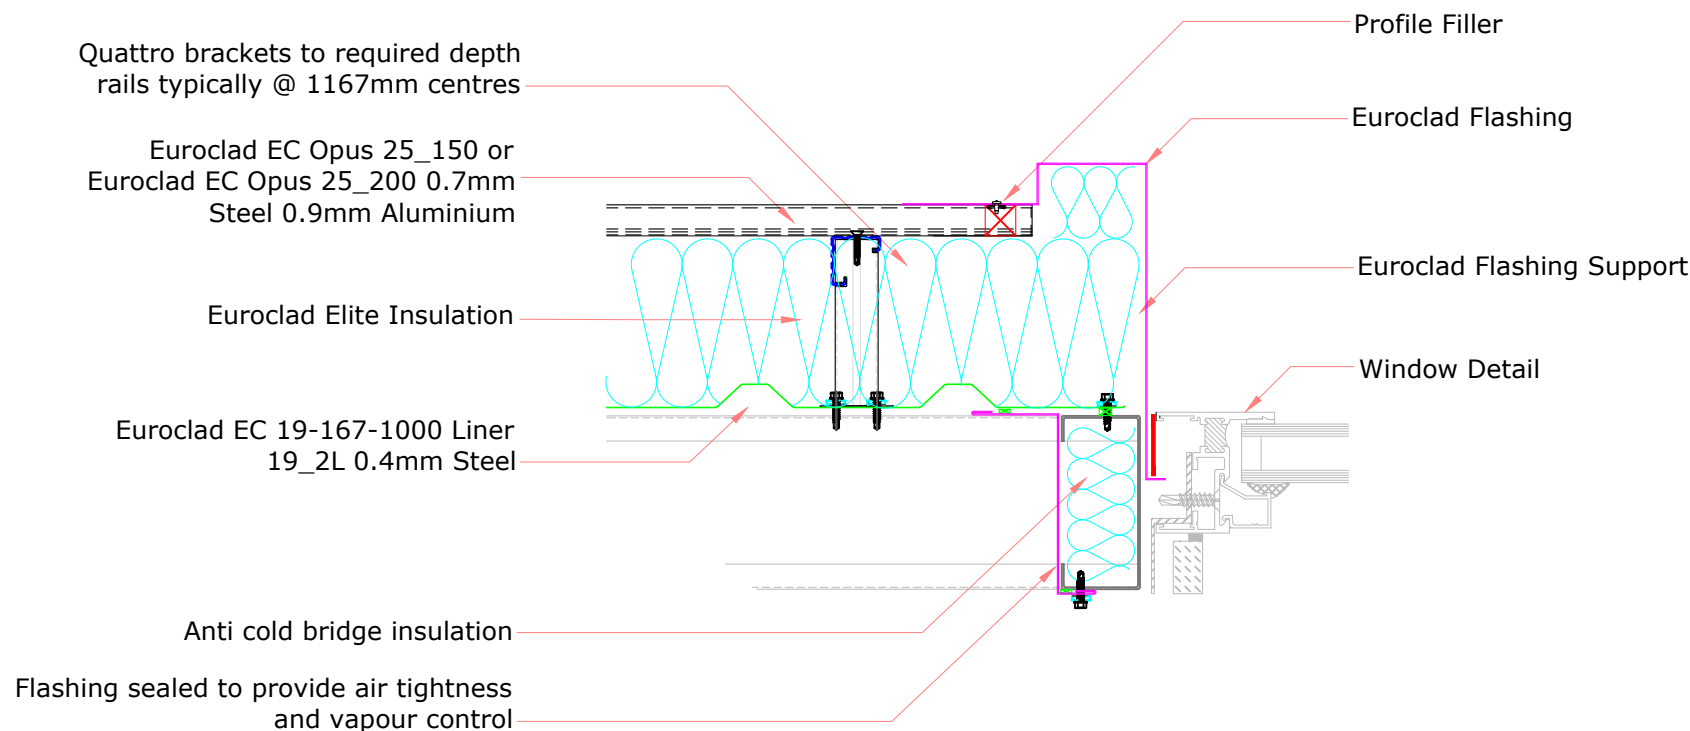 Quattro brackets to required depth
rails typically @ 1167mm centres
Euroclad EC Opus 25_150 or
Euroclad EC Opus 25_200 0.7mm
Steel 0.9mm Aluminium
Euroclad Elite Insulation
Euroclad EC 19-167-1000 Liner
19_2L 0.4mm Steel
Anti cold bridge insulation
Flashing sealed to provide air tightness
and vapour control
Profile Filler
Euroclad Flashing
Euroclad Flashing Support
Window Detail